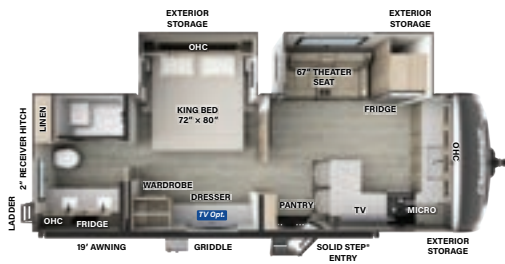 EXTERIOR
STORAGE
EXTERIOR
STORAGE
OHC
67" THEATER
SEAT
KING BED
72" × 80"
FRIDGE
LINEN
2" RECEIVER HITCH
OHC
WARDROBE
DRESSER
TV Opt.
PANTRY
TV
MICRO
LADDER
OHC
FRIDGE
19' AWNING
GRIDDLE
SOLID STEP®
ENTRY
EXTERIOR
STORAGE